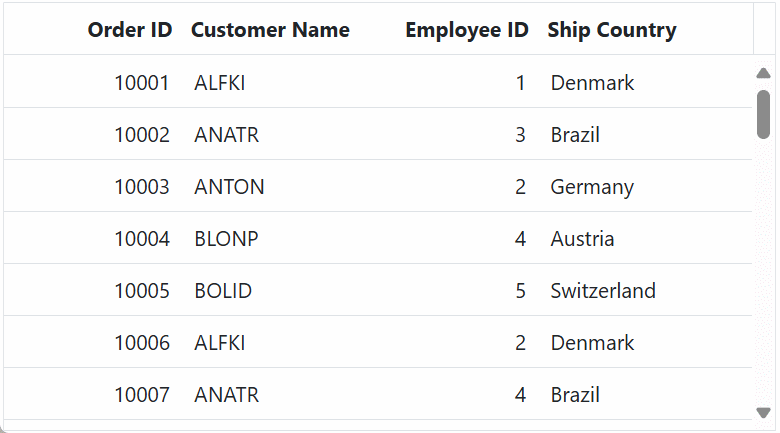 Order ID Customer Name Employee ID Ship Country
10001 ALFKI 1 Denmark
10002 ANATR 3 Brazil
10003 ANTON 2 Germany
10004 BLONP 4 Austria
10005 BOLID 5 Switzerland
10006 ALFKI 2 Denmark
10007 ANATR 4 Brazil